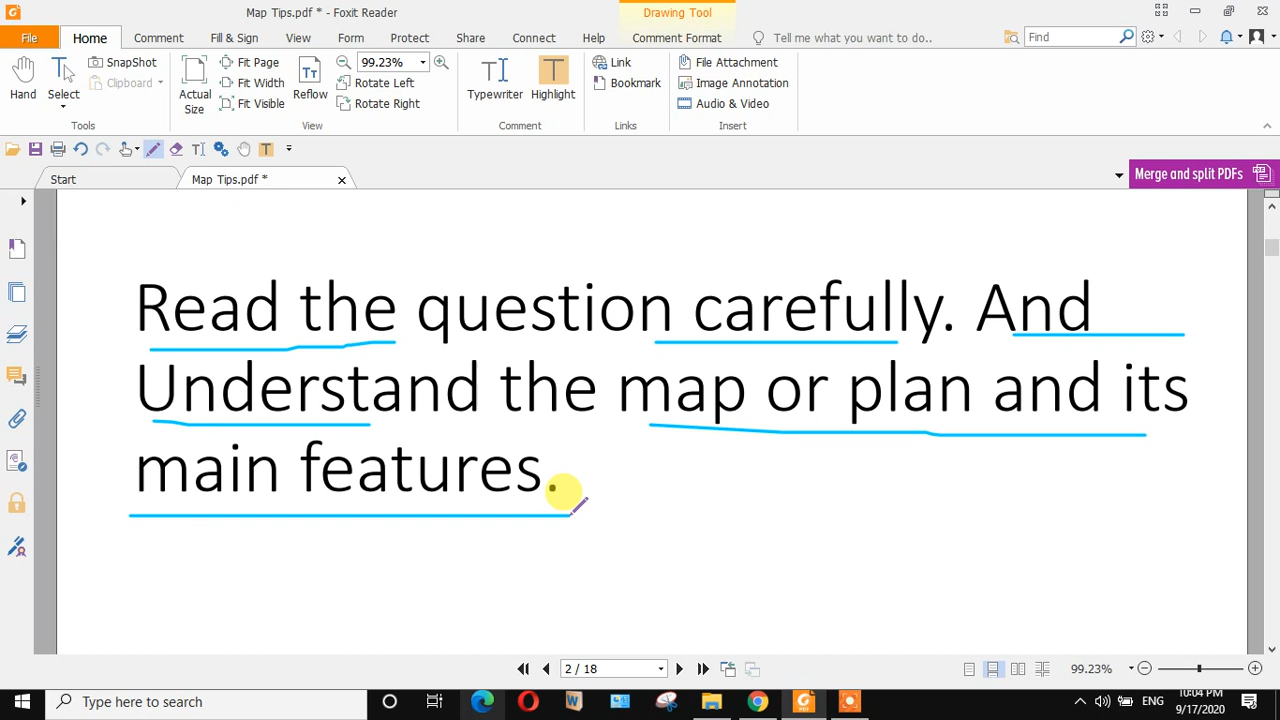 Map Tips.pdf * - Foxit Reader
Drawing Tool
File
Home
Comment
Fill & Sign
View
Form
Protect
Share
Connect
Help
Comment Format
Tell me what you want to do..
Find
Hand
Select
SnapShot
Clipboard
Tools
Actual Size
Fit Page
Fit Width
Fit Visible
Reflow
99.23%
Rotate Left
Rotate Right
View
Typewriter
Highlight
Comment
Link
Bookmark
Links
File Attachment
Image Annotation
Audio & Video
Insert
Start
Map Tips.pdf *
Merge and split PDFs
Read the question carefully. And
Understand the map or plan and its
main features.
2 / 18
99.23%
Type here to search
ENG
10:04 PM
9/17/2020